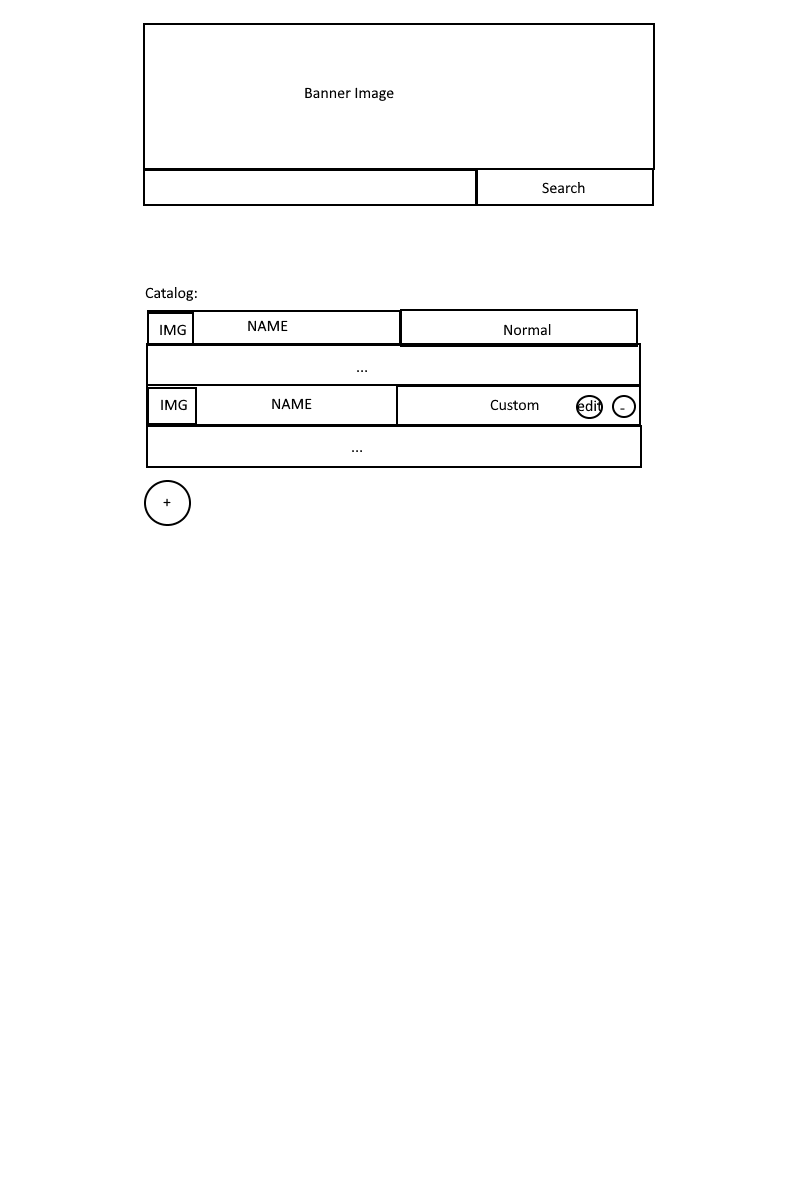 Banner Image
Search
Catalog:
IMG NAME Normal
...
IMG NAME Custom edit -
...
+